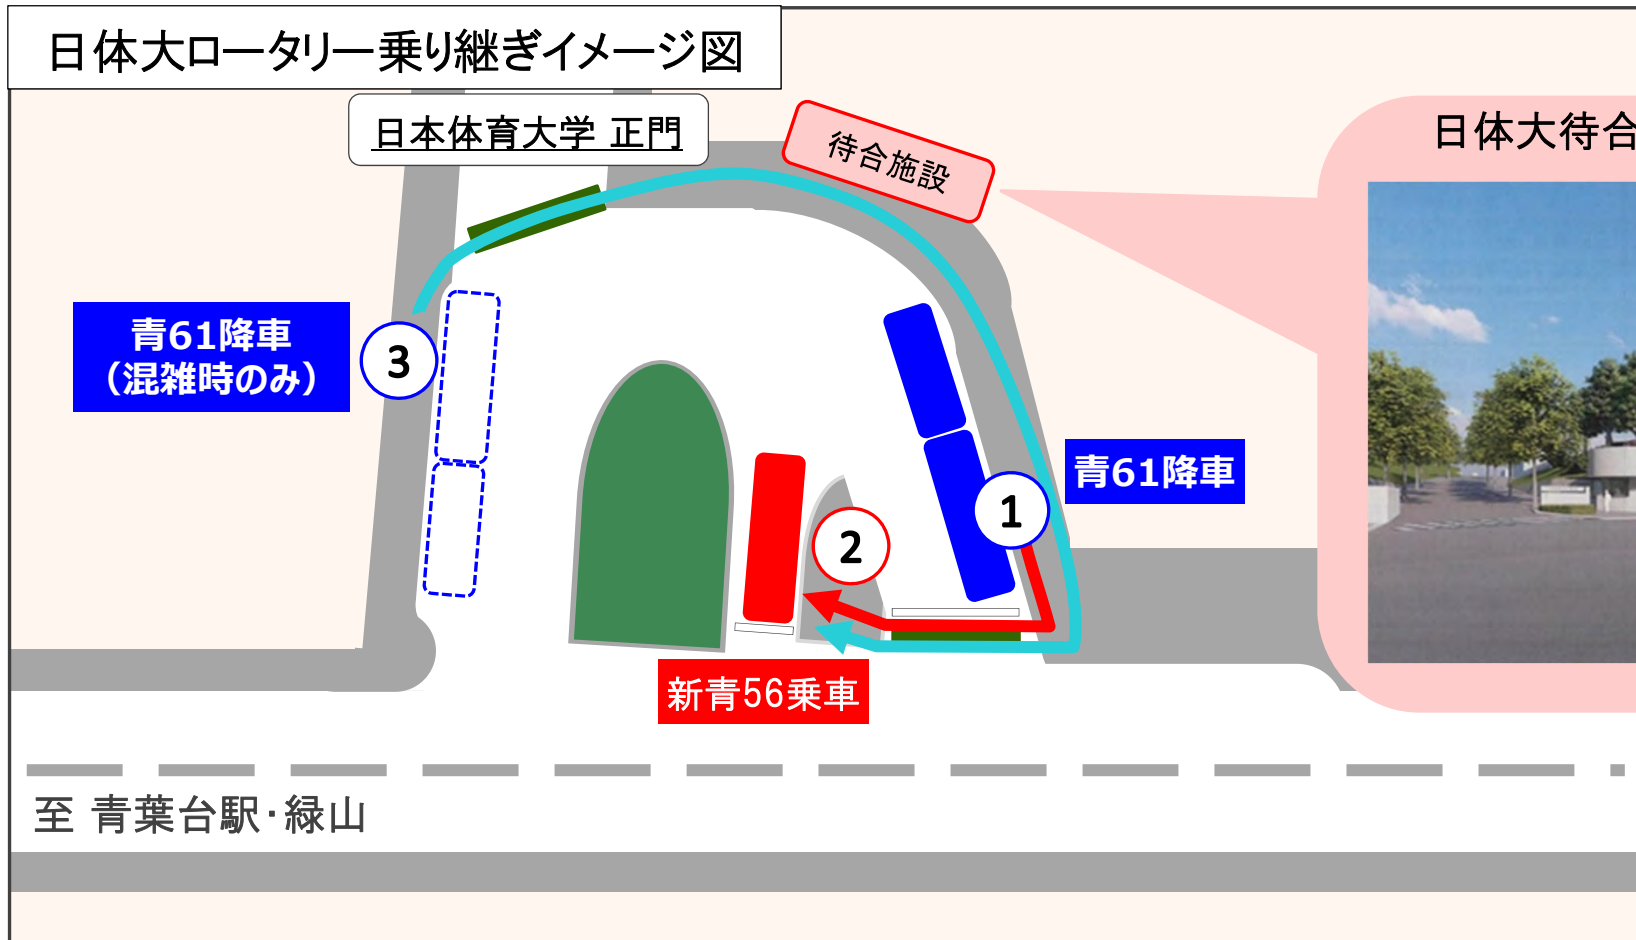 日体大ロータリー乗り継ぎイメージ図
日本体育大学 正門
待合施設
日体大待合
青61降車
（混雑時のみ）
3
青61降車
1
2
新青56乗車
至 青葉台駅・緑山